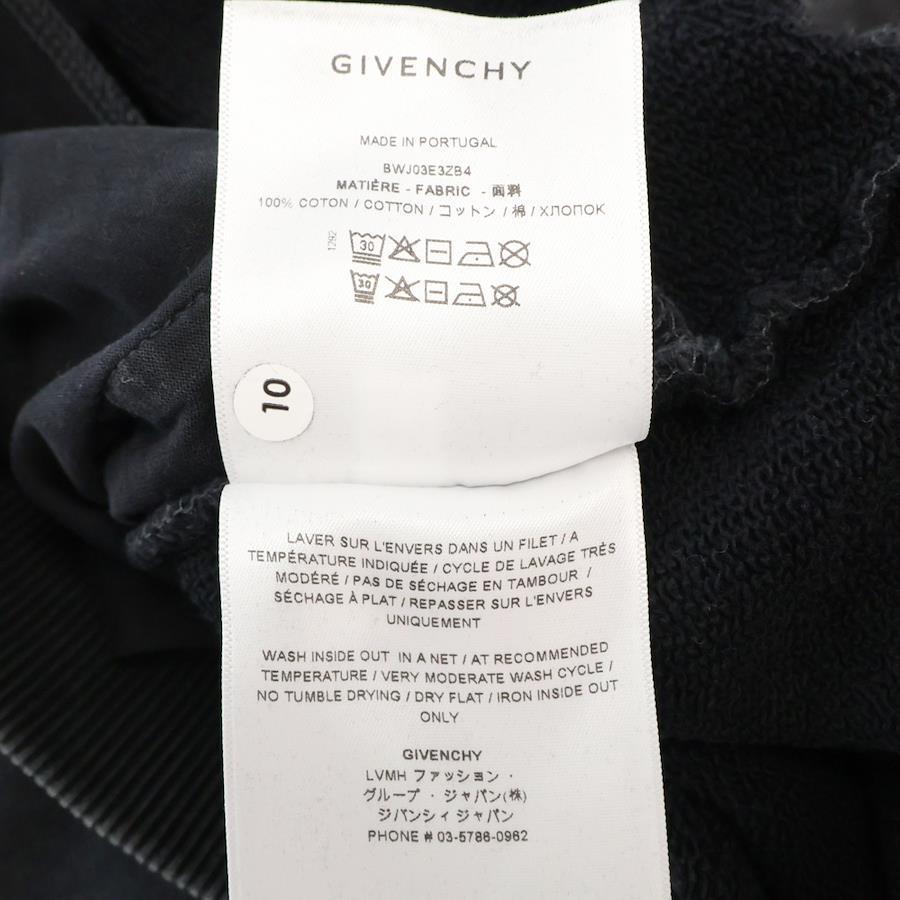 GIVENCHY
MADE IN PORTUGAL
BWJ03E3ZB4
MATIÈRE - FABRIC - 面料
100% COTON / COTTON / コットン / 棉 / ХЛОПОК
1292
30
30
10
LAVER SUR L'ENVERS DANS UN FILET / A
TEMPÉRATURE INDIQUÉE / CYCLE DE LAVAGE TRÈS
MODÉRÉ / PAS DE SÉCHAGE EN TAMBOUR /
SÉCHAGE À PLAT / REPASSER SUR L'ENVERS
UNIQUEMENT
WASH INSIDE OUT IN A NET / AT RECOMMENDED
TEMPERATURE / VERY MODERATE WASH CYCLE /
NO TUMBLE DRYING / DRY FLAT / IRON INSIDE OUT
ONLY
GIVENCHY
LVMH ファッション・
グループ・ジャパン(株)
ジバンシィ ジャパン
PHONE # 03-5786-0962